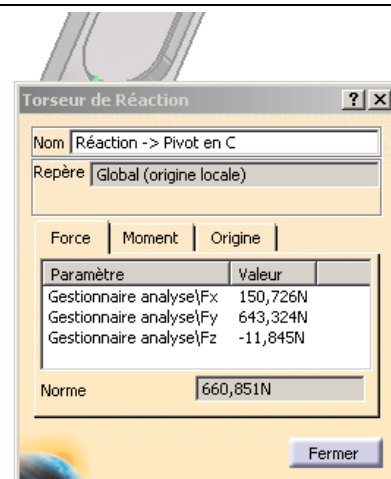 Torseur de Réaction ? X
Nom Réaction -> Pivot en C
Repère Global (origine locale)
Force Moment Origine
Paramètre Valeur
Gestionnaire analyse\Fx 150,726N
Gestionnaire analyse\Fy 643,324N
Gestionnaire analyse\Fz -11,845N
Norme 660,851N
Fermer